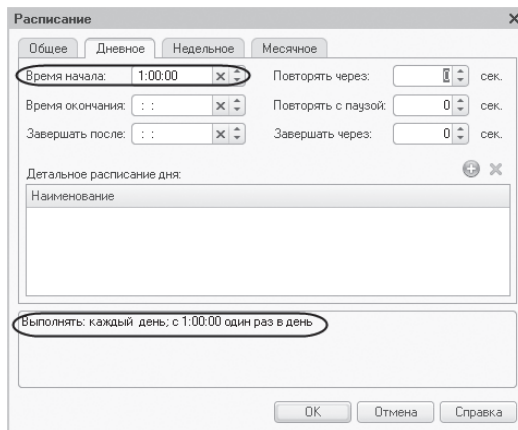 Расписание
Общее Дневное Недельное Месячное
Время начала: 1:00:00 Повторять через: 0 сек.
Время окончания: : : Повторять с паузой: 0 сек.
Завершать после: : : Завершать через: 0 сек.
Детальное расписание дня:
Наименование
Выполнять: каждый день; с 1:00:00 один раз в день
OK Отмена Справка